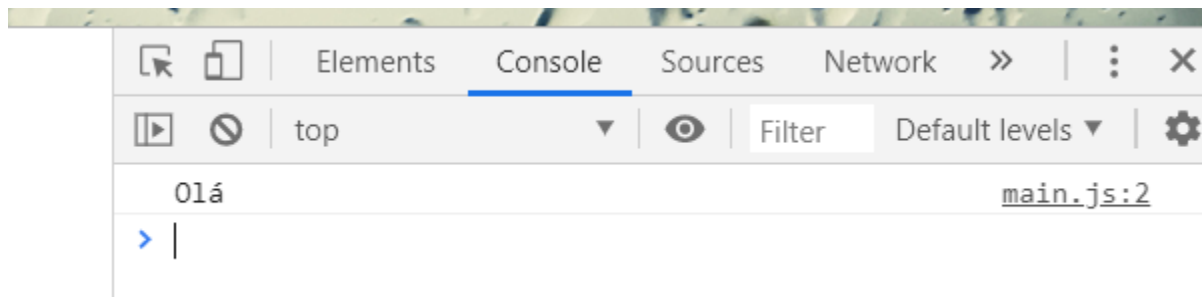 Elements Console Sources Network
top Filter Default levels
Olá main.js:2